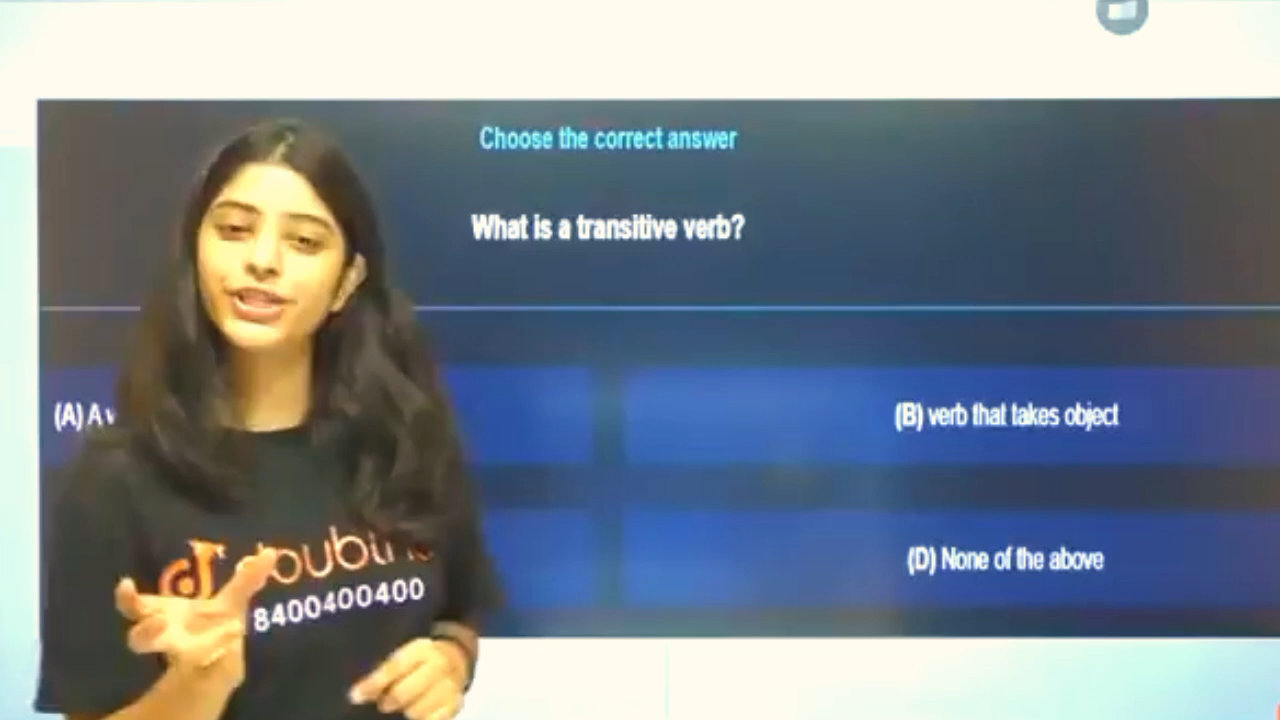 Choose the correct answer
What is a transitive verb?
(A) A
(B) verb that takes object
(D) None of the above
8400400400